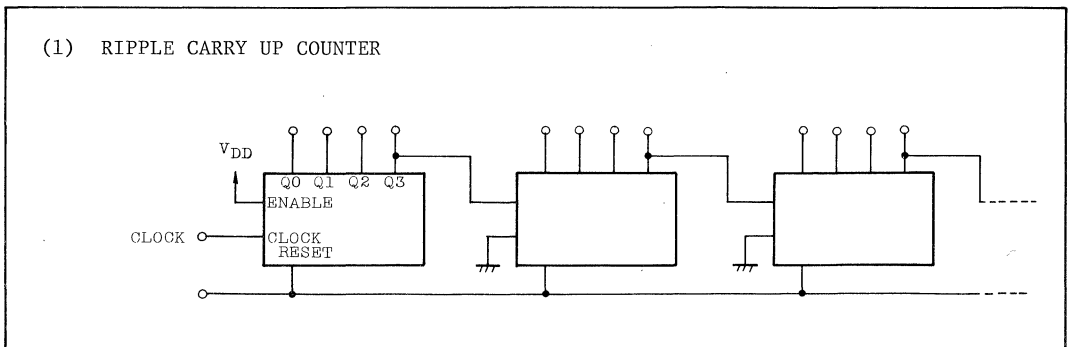 (1) RIPPLE CARRY UP COUNTER
VDD
Q0 Q1 Q2 Q3
ENABLE
CLOCK
CLOCK
RESET